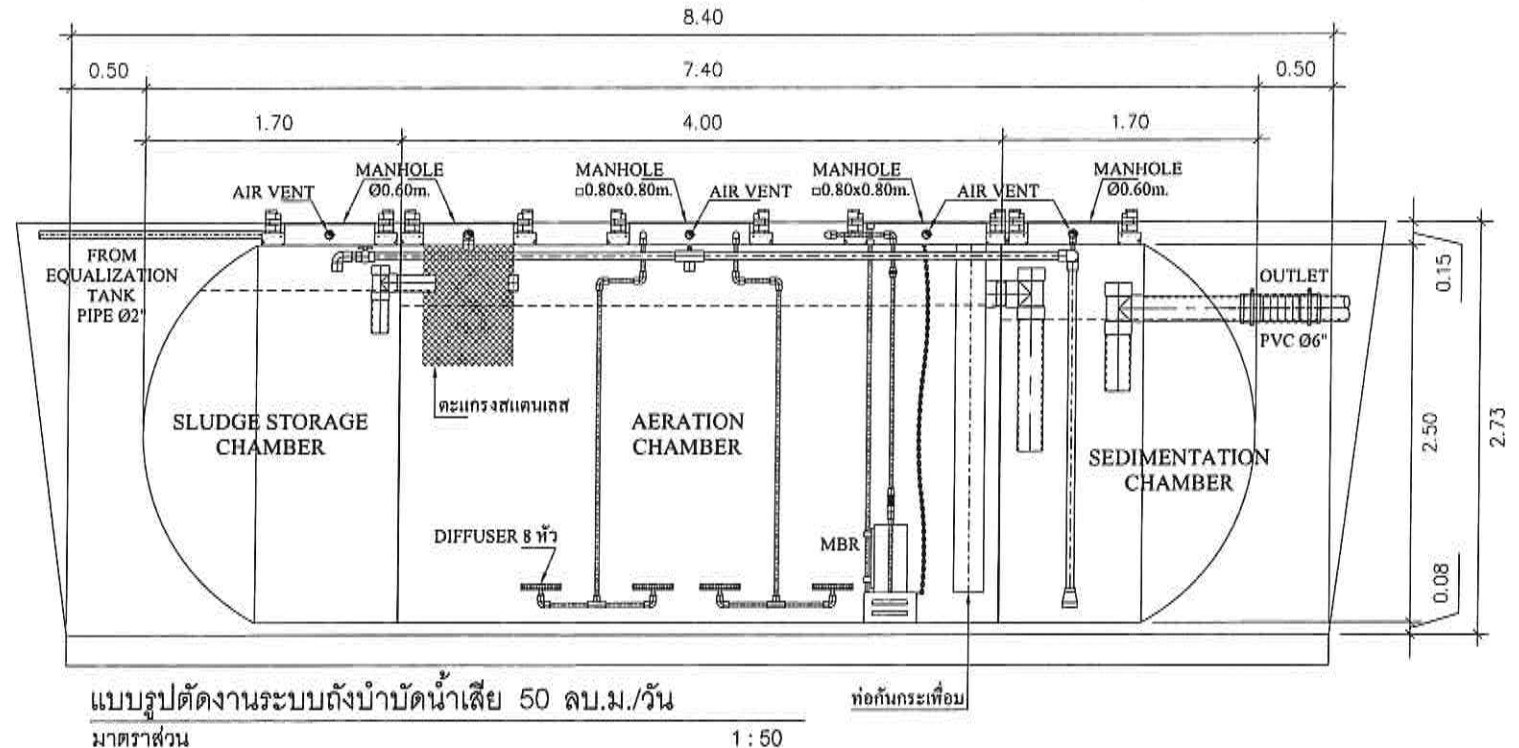 8.40
0.50
7.40
0.50
1.70
4.00
1.70
AIR VENT
MANHOLE
Ø0.60m.
MANHOLE
□0.80x0.80m.
AIR VENT
MANHOLE
□0.80x0.80m.
AIR VENT
MANHOLE
Ø0.60m.
FROM
EQUALIZATION
TANK
PIPE Ø2"
OUTLET
PVC Ø6"
0.15
2.50
2.73
0.08
ตะแกรงสแตนเลส
SLUDGE STORAGE
CHAMBER
AERATION
CHAMBER
SEDIMENTATION
CHAMBER
DIFFUSER 8 หัว
MBR
ท่อกันกระเพื่อม
แบบรูปตัดงานระบบถังบำบัดน้ำเสีย 50 ลบ.ม./วัน
มาตราส่วน 1 : 50